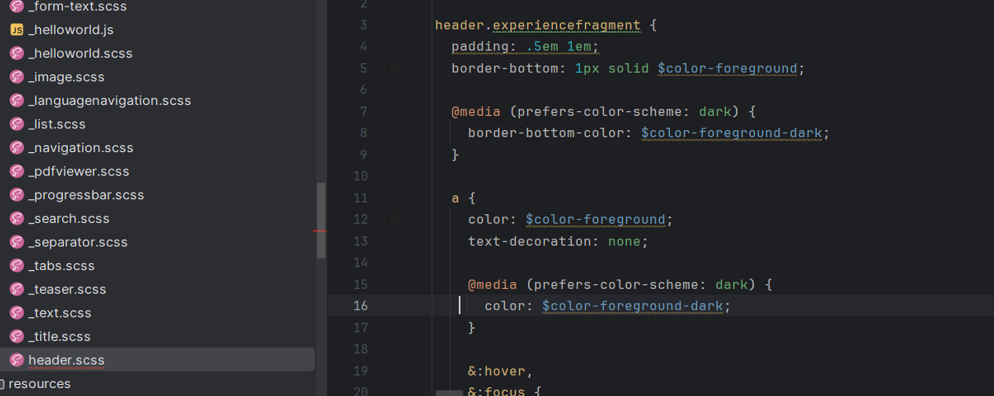 _form-text.scss
JS _helloworld.js
_helloworld.scss
_image.scss
_languagenavigation.scss
_list.scss
_navigation.scss
_pdfviewer.scss
_progressbar.scss
_search.scss
_separator.scss
_tabs.scss
_teaser.scss
_text.scss
_title.scss
header.scss
resources
2
3 header.experiencefragment {
4 padding: .5em 1em;
5 border-bottom: 1px solid $color-foreground;
6
7 @media (prefers-color-scheme: dark) {
8 border-bottom-color: $color-foreground-dark;
9 }
10
11 a {
12 color: $color-foreground;
13 text-decoration: none;
14
15 @media (prefers-color-scheme: dark) {
16 color: $color-foreground-dark;
17 }
18
19 &:hover,
20 &:focus {